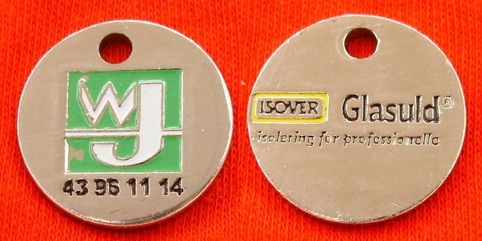 WJ
43 96 11 14
ISOVER Glasuld®
isolering for professionelle